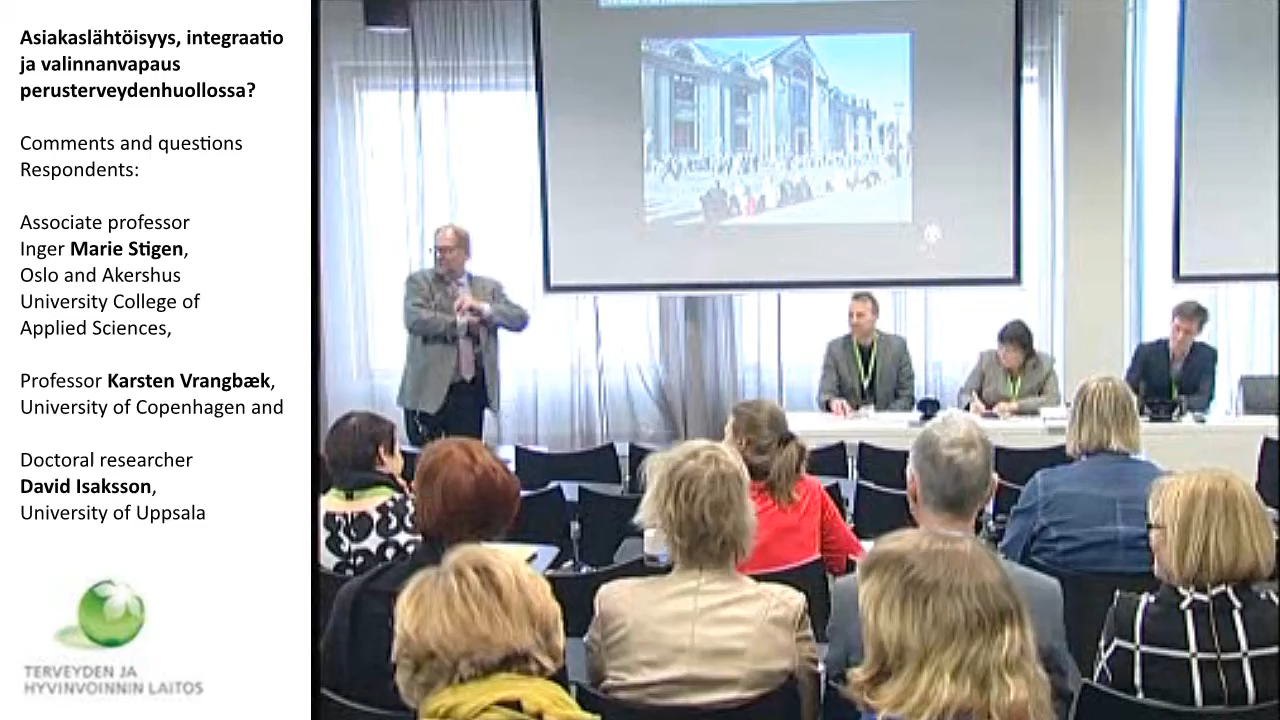 Asiakaslähtöisyys, integraatio
ja valinnanvapaus
perusterveydenhuollossa?
Comments and questions
Respondents:
Associate professor
Inger Marie Stigen,
Oslo and Akershus
University College of
Applied Sciences,
Professor Karsten Vrangbæk,
University of Copenhagen and
Doctoral researcher
David Isaksson,
University of Uppsala
TERVEYDEN JA
HYVINVOINNIN LAITOS